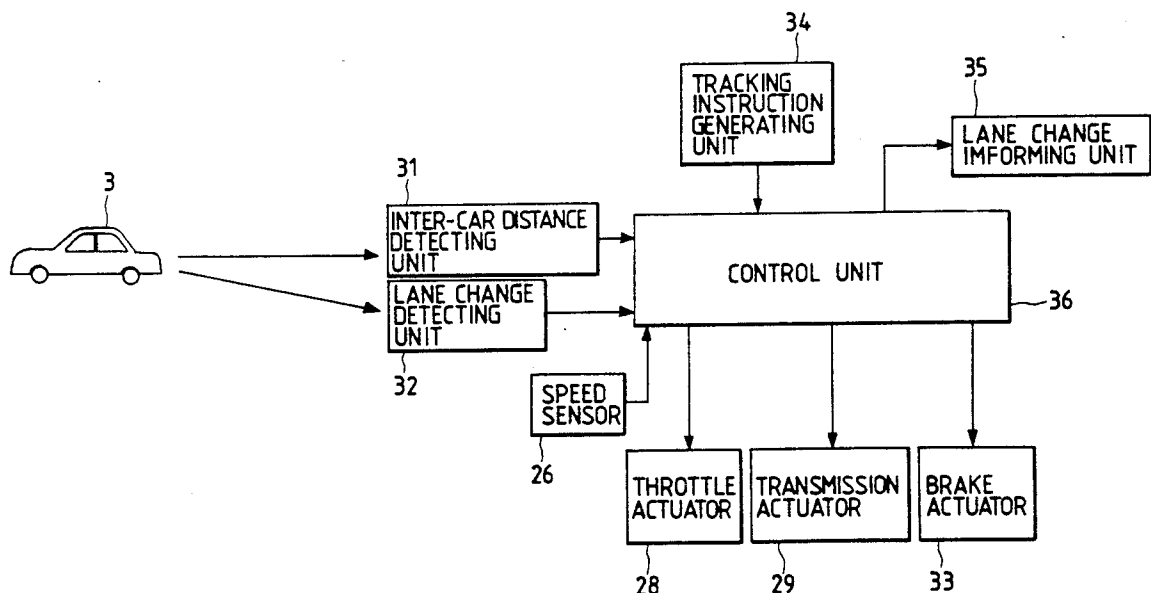 34
TRACKING
INSTRUCTION
GENERATING
UNIT
35
LANE CHANGE
IMFORMING UNIT
3
31
INTER-CAR DISTANCE
DETECTING
UNIT
LANE CHANGE
DETECTING
UNIT
32
CONTROL UNIT
36
SPEED
SENSOR
26
THROTTLE
ACTUATOR
28
TRANSMISSION
ACTUATOR
29
BRAKE
ACTUATOR
33